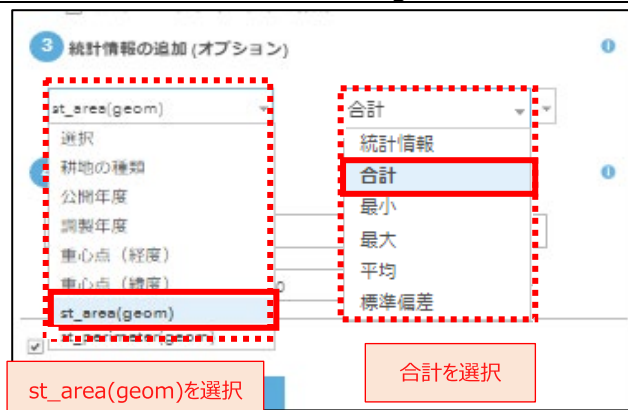 3 統計情報の追加 (オプション)
st_area(geom)
選択
耕地の種類
公開年度
調製年度
重心点（経度）
重心点（緯度）
st_area(geom)
st_perimeter(geom)
合計
統計情報
合計
最小
最大
平均
標準偏差
st_area(geom)を選択
合計を選択